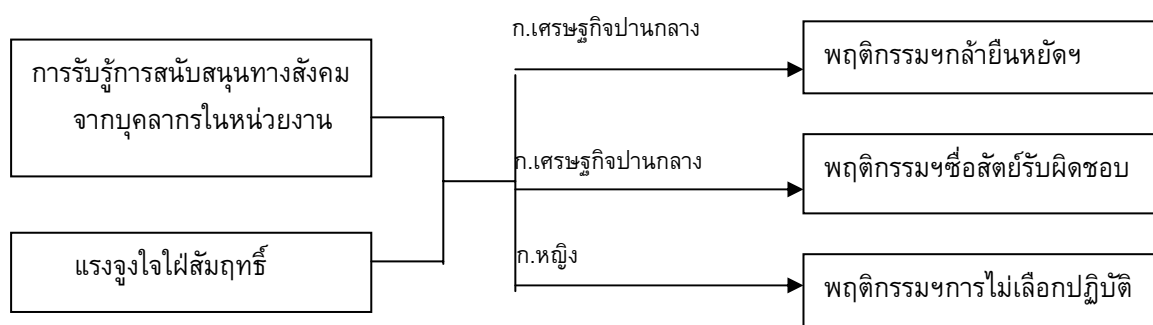 ก.เศรษฐกิจปานกลาง
พฤติกรรมฯกล้ายืนหยัดฯ
การรับรู้การสนับสนุนทางสังคม
จากบุคลากรในหน่วยงาน
ก.เศรษฐกิจปานกลาง
พฤติกรรมฯซื่อสัตย์รับผิดชอบ
แรงจูงใจใฝ่สัมฤทธิ์
ก.หญิง
พฤติกรรมฯการไม่เลือกปฏิบัติ